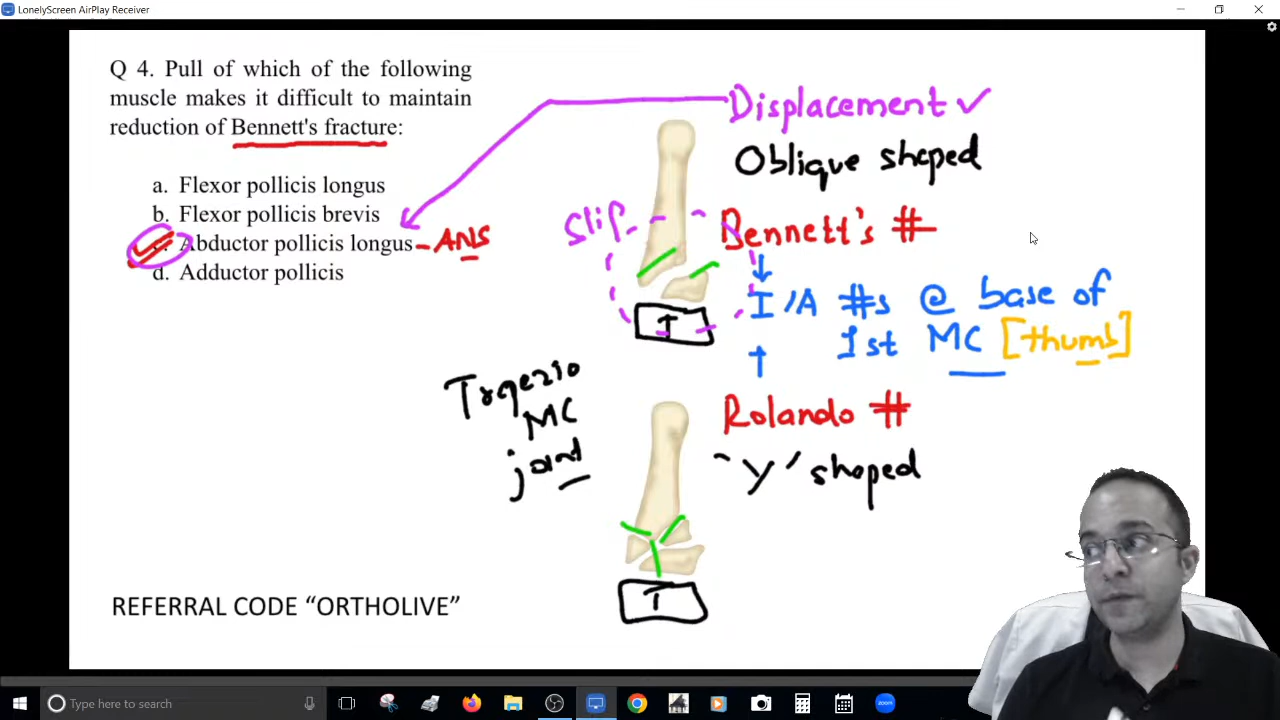 LonelyScreen AirPlay Receiver
Q 4. Pull of which of the following
muscle makes it difficult to maintain
reduction of Bennett's fracture:
a. Flexor pollicis longus
b. Flexor pollicis brevis
Abductor pollicis longus - ANS
d. Adductor pollicis
Displacement ✓
Oblique shaped
Slip
Bennett's #
I/A #s @ base of
1st MC [thumb]
T
Trapezio
MC
joint
Rolando #
"Y" shaped
T
REFERRAL CODE “ORTHOLIVE”
Type here to search
zoom